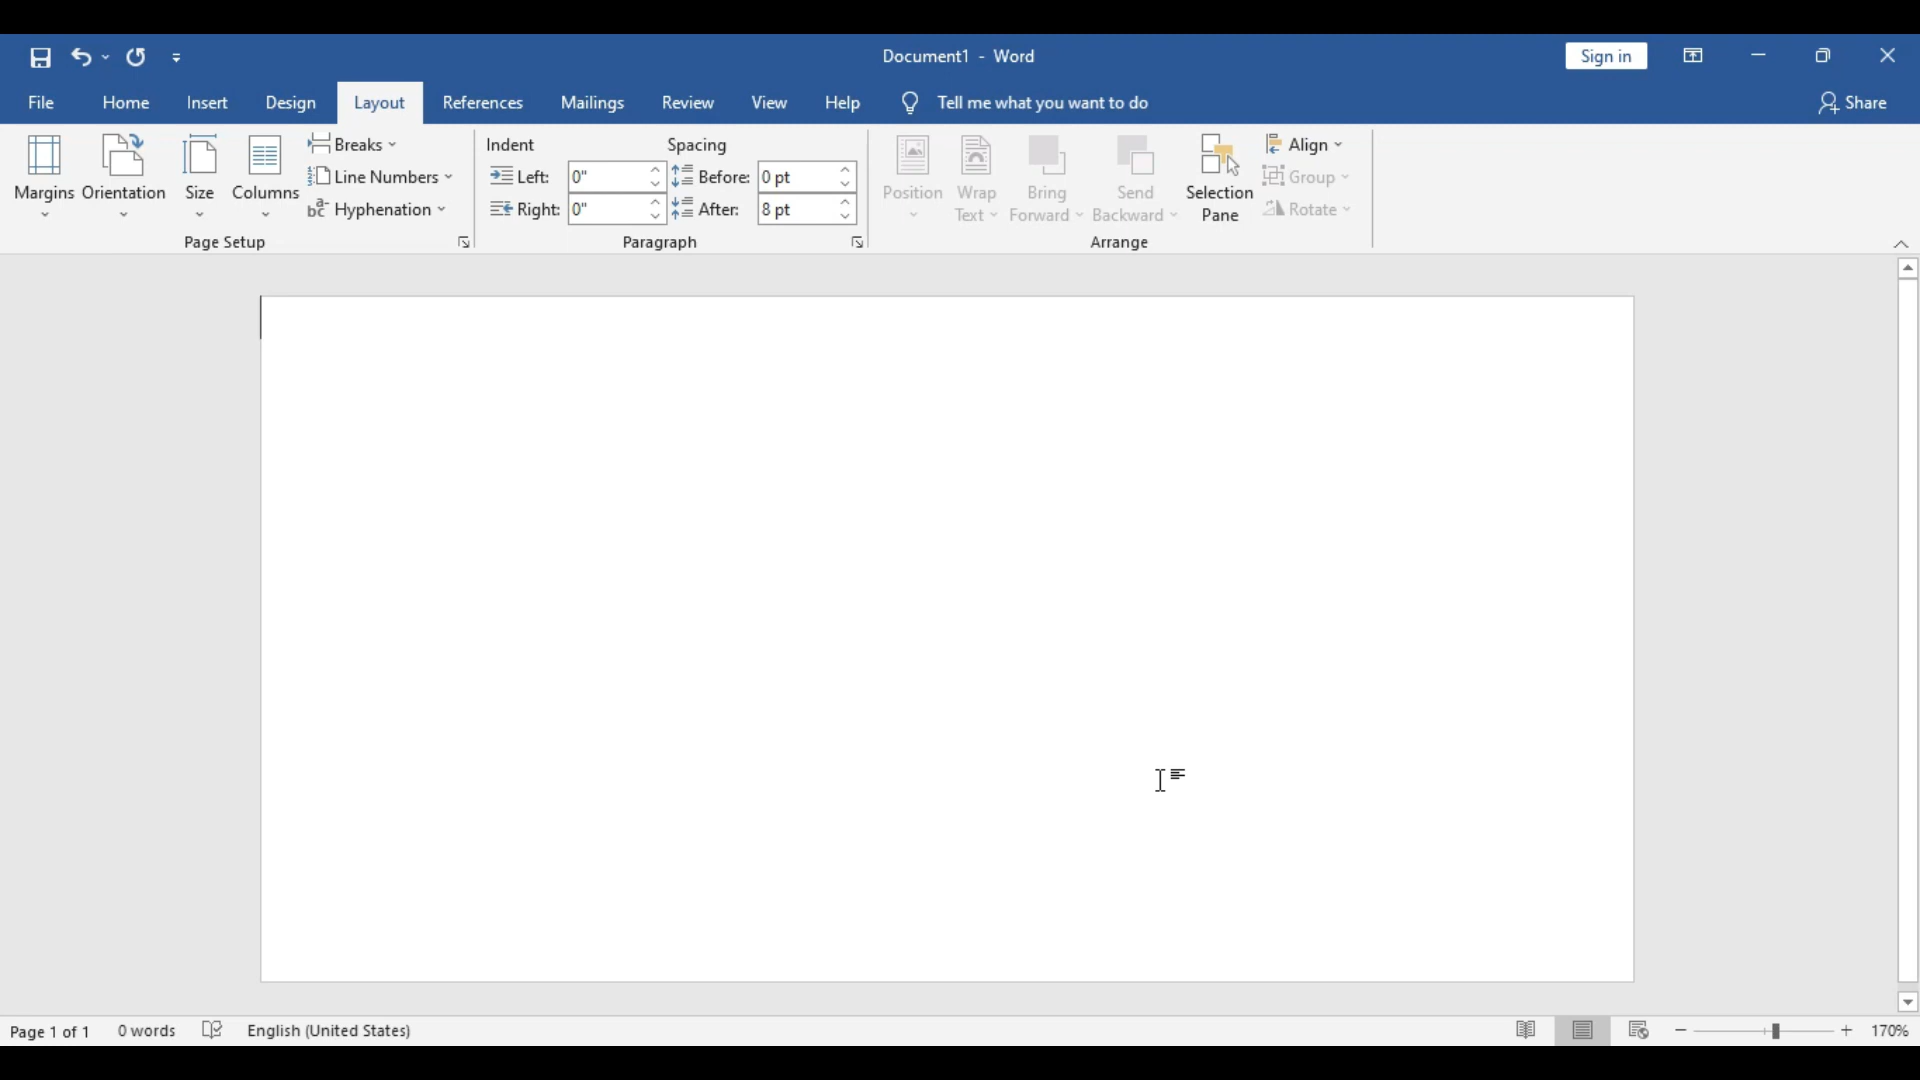 Document1 - Word
Sign in
File Home Insert Design Layout References Mailings Review View Help Tell me what you want to do Share
Margins Orientation Size Columns
Breaks
Line Numbers
Hyphenation
Page Setup
Indent Spacing
Left: 0" Before: 0 pt
Right: 0" After: 8 pt
Paragraph
Position
Wrap
Text
Bring
Forward
Send
Backward
Selection
Pane
Align
Group
Rotate
Arrange
Page 1 of 1 0 words English (United States) 170%